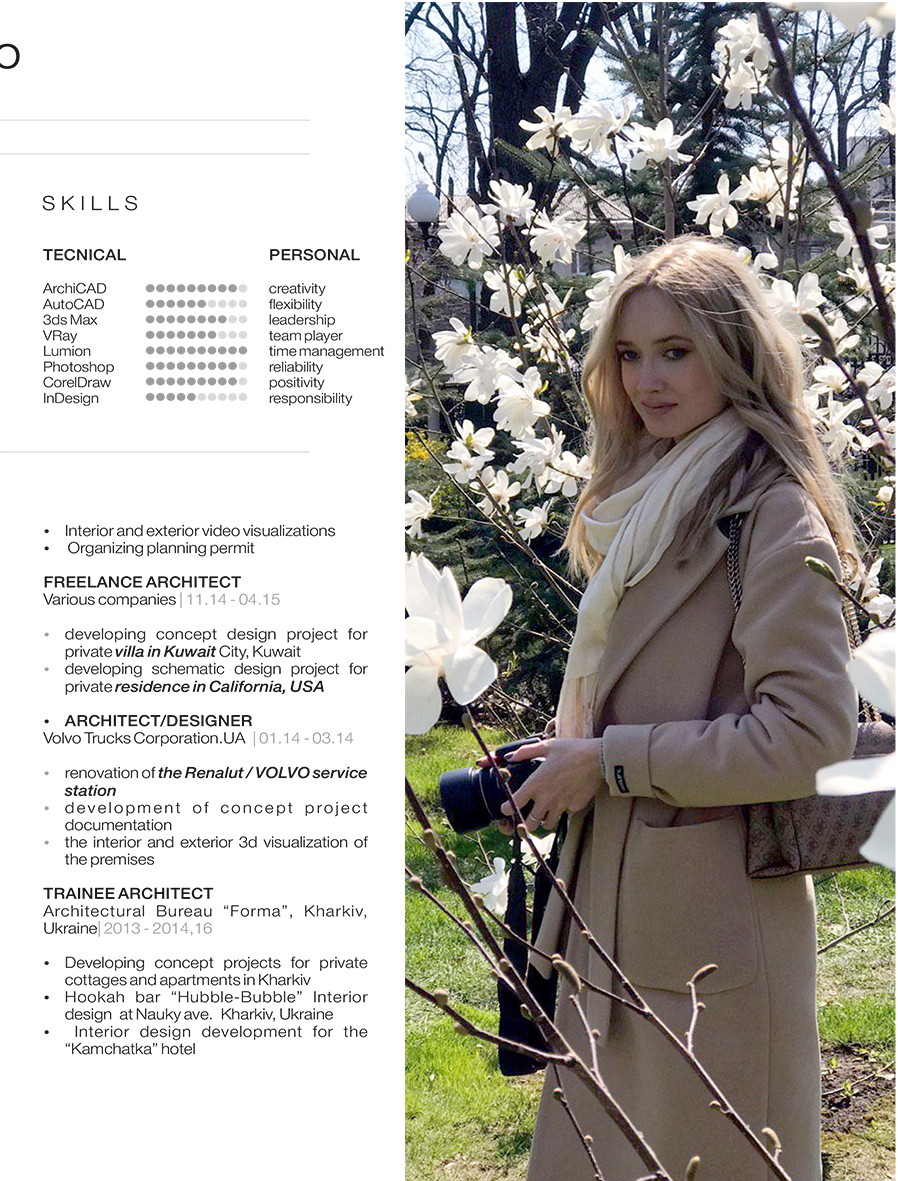 O
SKILLS
TECNICAL
PERSONAL
ArchiCAD
creativity
AutoCAD
flexibility
3ds Max
leadership
VRay
team player
Lumion
time management
Photoshop
reliability
CorelDraw
positivity
InDesign
responsibility
• Interior and exterior video visualizations
• Organizing planning permit
FREELANCE ARCHITECT
Various companies | 11.14 - 04.15
• developing concept design project for
private villa in Kuwait City, Kuwait
• developing schematic design project for
private residence in California, USA
• ARCHITECT/DESIGNER
Volvo Trucks Corporation.UA | 01.14 - 03.14
• renovation of the Renalut / VOLVO service
station
• development of concept project
documentation
• the interior and exterior 3d visualization of
the premises
TRAINEE ARCHITECT
Architectural Bureau “Forma”, Kharkiv,
Ukraine| 2013 - 2014,16
• Developing concept projects for private
cottages and apartments in Kharkiv
• Hookah bar “Hubble-Bubble” Interior
design at Nauky ave. Kharkiv, Ukraine
• Interior design development for the
“Kamchatka” hotel